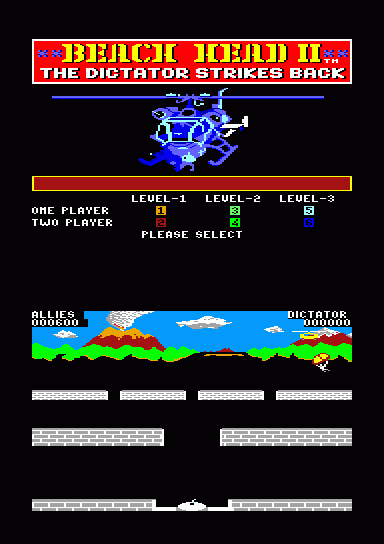 **BEACH HEAD II**TM
THE DICTATOR STRIKES BACK
LEVEL-1 LEVEL-2 LEVEL-3
ONE PLAYER 1 3 5
TWO PLAYER 2 4 6
PLEASE SELECT
ALLIES DICTATOR
000600 000000